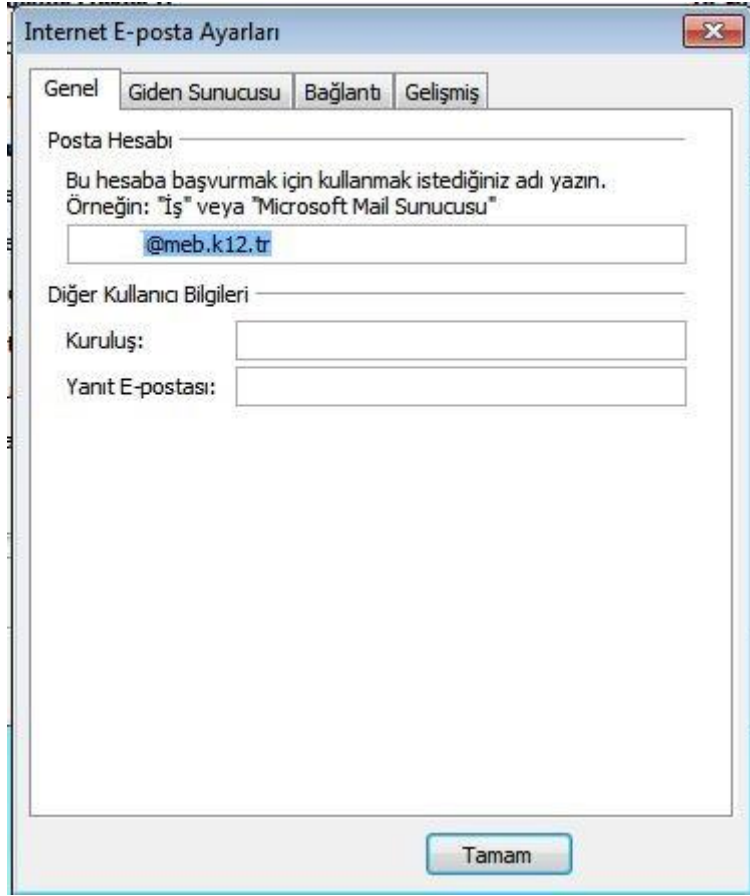 Internet E-posta Ayarları
Genel Giden Sunucusu Bağlantı Gelişmiş
Posta Hesabı
Bu hesaba başvurmak için kullanmak istediğiniz adı yazın.
Örneğin: "İş" veya "Microsoft Mail Sunucusu"
@meb.k12.tr
Diğer Kullanıcı Bilgileri
Kuruluş:
Yanıt E-postası:
Tamam